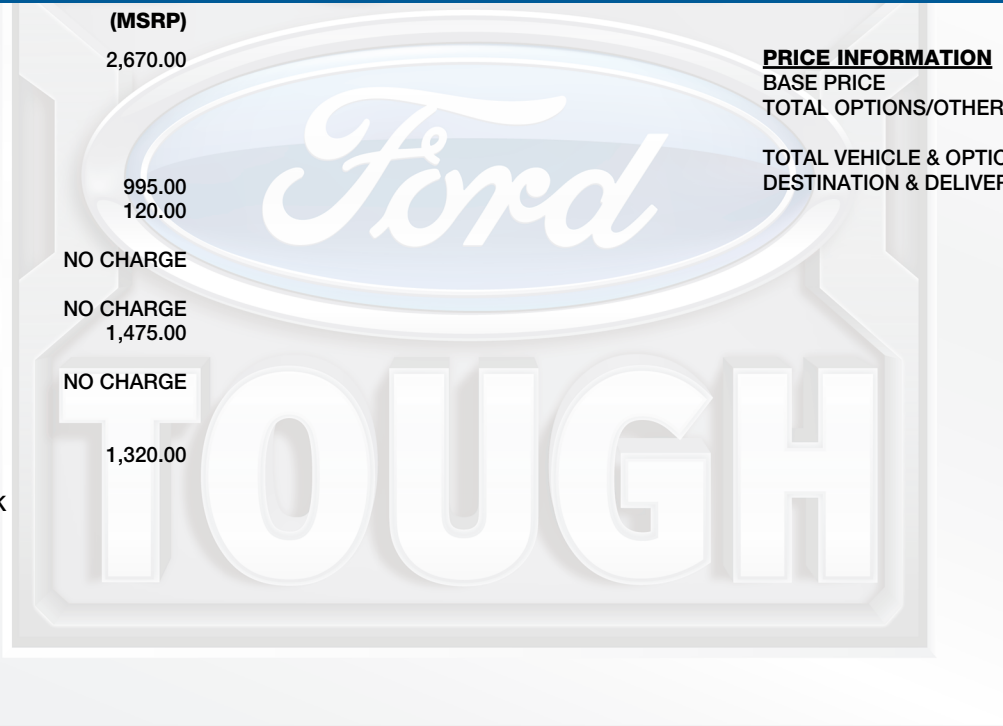 (MSRP)
2,670.00
995.00
120.00
NO CHARGE
NO CHARGE
1,475.00
NO CHARGE
1,320.00
K
PRICE INFORMATION
BASE PRICE
TOTAL OPTIONS/OTHER
TOTAL VEHICLE & OPTIO
DESTINATION & DELIVER
Ford
TOUGH